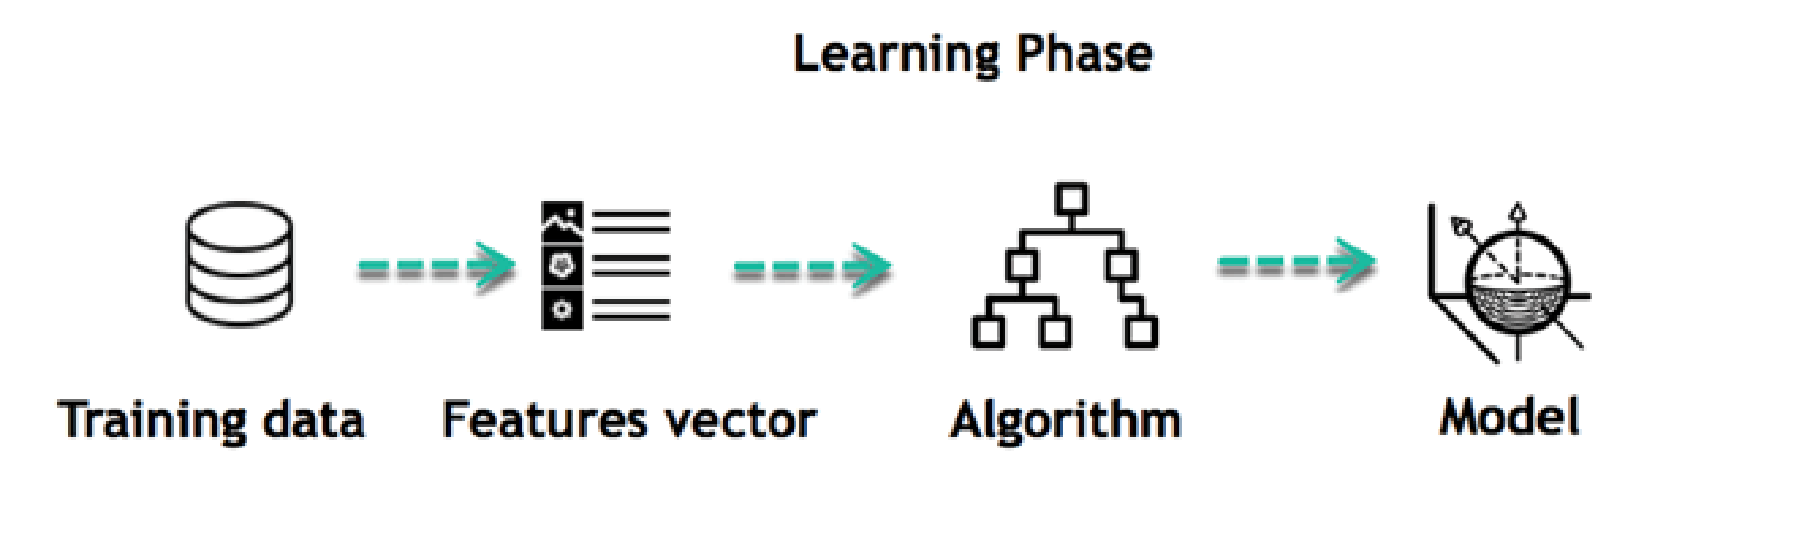 Learning Phase
Training data
Features vector
Algorithm
Model